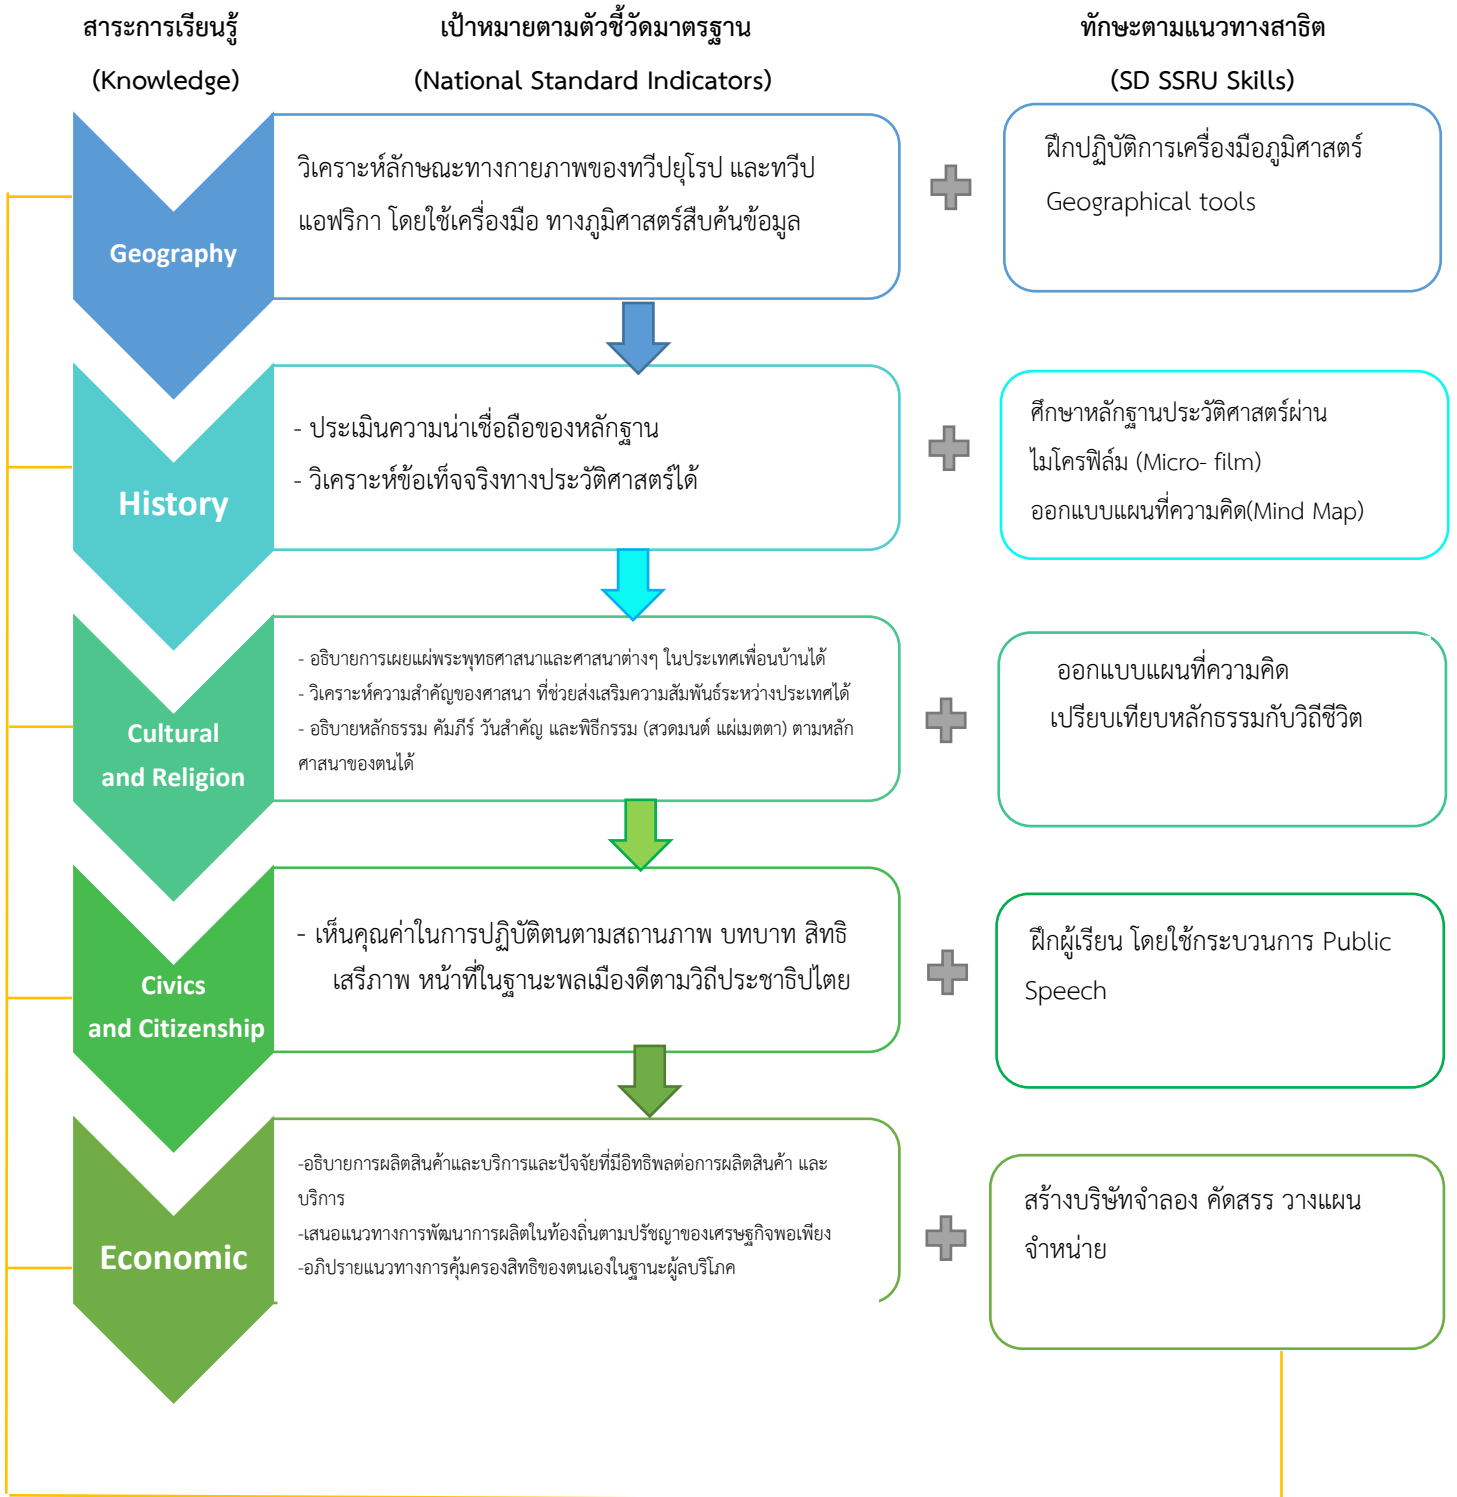 สาระการเรียนรู้
(Knowledge)
เป้าหมายตามตัวชี้วัดมาตรฐาน
(National Standard Indicators)
ทักษะตามแนวทางสาธิต
(SD SSRU Skills)
Geography
วิเคราะห์ลักษณะทางกายภาพของทวีปยุโรป และทวีป
แอฟริกา โดยใช้เครื่องมือ ทางภูมิศาสตร์สืบค้นข้อมูล
ฝึกปฏิบัติการเครื่องมือภูมิศาสตร์
Geographical tools
History
- ประเมินความน่าเชื่อถือของหลักฐาน
- วิเคราะห์ข้อเท็จจริงทางประวัติศาสตร์ได้
ศึกษาหลักฐานประวัติศาสตร์ผ่าน
ไมโครฟิล์ม (Micro- film)
ออกแบบแผนที่ความคิด(Mind Map)
Cultural
and Religion
- อธิบายการเผยแผ่พระพุทธศาสนาและศาสนาต่างๆ ในประเทศเพื่อนบ้านได้
- วิเคราะห์ความสำคัญของศาสนา ที่ช่วยส่งเสริมความสัมพันธ์ระหว่างประเทศได้
- อธิบายหลักธรรม คัมภีร์ วันสำคัญ และพิธีกรรม (สวดมนต์ แผ่เมตตา) ตามหลัก
ศาสนาของตนได้
ออกแบบแผนที่ความคิด
เปรียบเทียบหลักธรรมกับวิถีชีวิต
Civics
and Citizenship
- เห็นคุณค่าในการปฏิบัติตนตามสถานภาพ บทบาท สิทธิ
เสรีภาพ หน้าที่ในฐานะพลเมืองดีตามวิถีประชาธิปไตย
ฝึกผู้เรียน โดยใช้กระบวนการ Public
Speech
Economic
-อธิบายการผลิตสินค้าและบริการและปัจจัยที่มีอิทธิพลต่อการผลิตสินค้า และ
บริการ
-เสนอแนวทางการพัฒนาการผลิตในท้องถิ่นตามปรัชญาของเศรษฐกิจพอเพียง
-อภิปรายแนวทางการคุ้มครองสิทธิของตนเองในฐานะผู้ลบริโภค
สร้างบริษัทจำลอง คัดสรร วางแผน
จำหน่าย